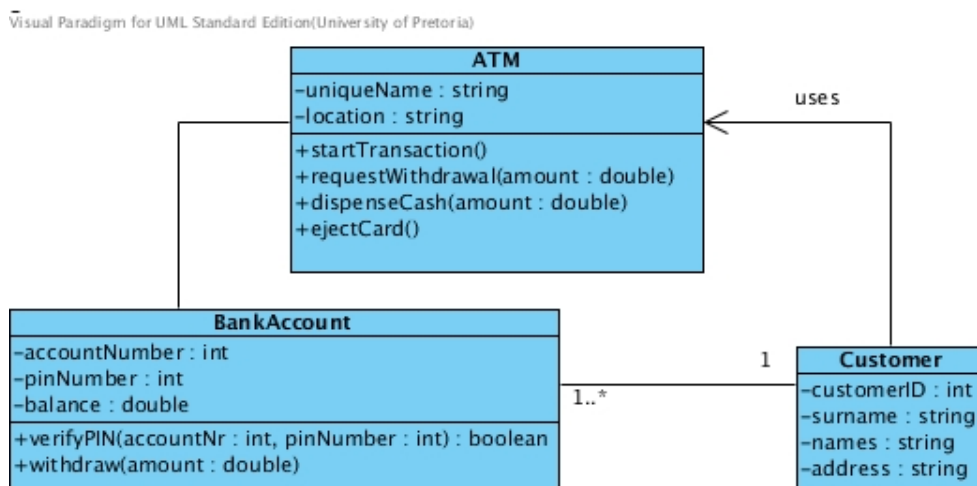 Visual Paradigm for UML Standard Edition(University of Pretoria)
ATM
-uniqueName : string
-location : string
+startTransaction()
+requestWithdrawal(amount : double)
+dispenseCash(amount : double)
+ejectCard()
uses
BankAccount
-accountNumber : int
-pinNumber : int
-balance : double
+verifyPIN(accountNr : int, pinNumber : int) : boolean
+withdraw(amount : double)
1..*
1
Customer
-customerID : int
-surname : string
-names : string
-address : string